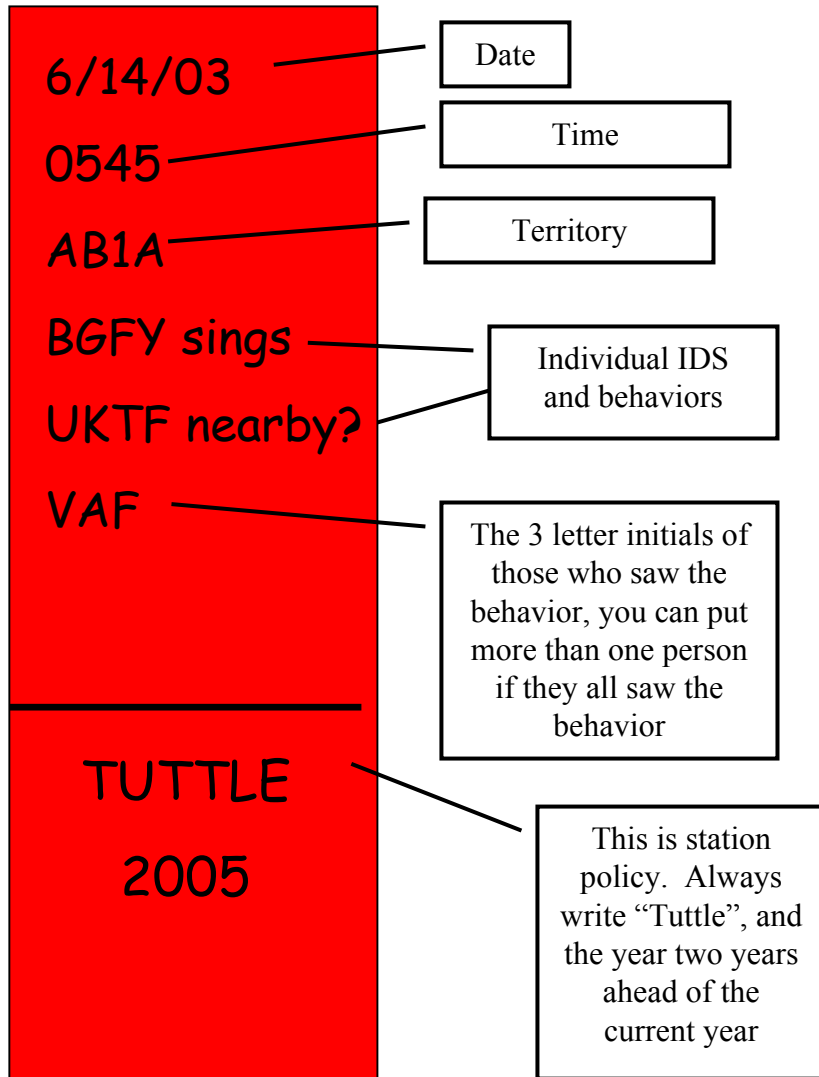 6/14/03
Date
0545
Time
AB1A
Territory
BGFY sings
UKTF nearby?
Individual IDS
and behaviors
VAF
The 3 letter initials of
those who saw the
behavior, you can put
more than one person
if they all saw the
behavior
TUTTLE
2005
This is station
policy.  Always
write “Tuttle”, and
the year two years
ahead of the
current year